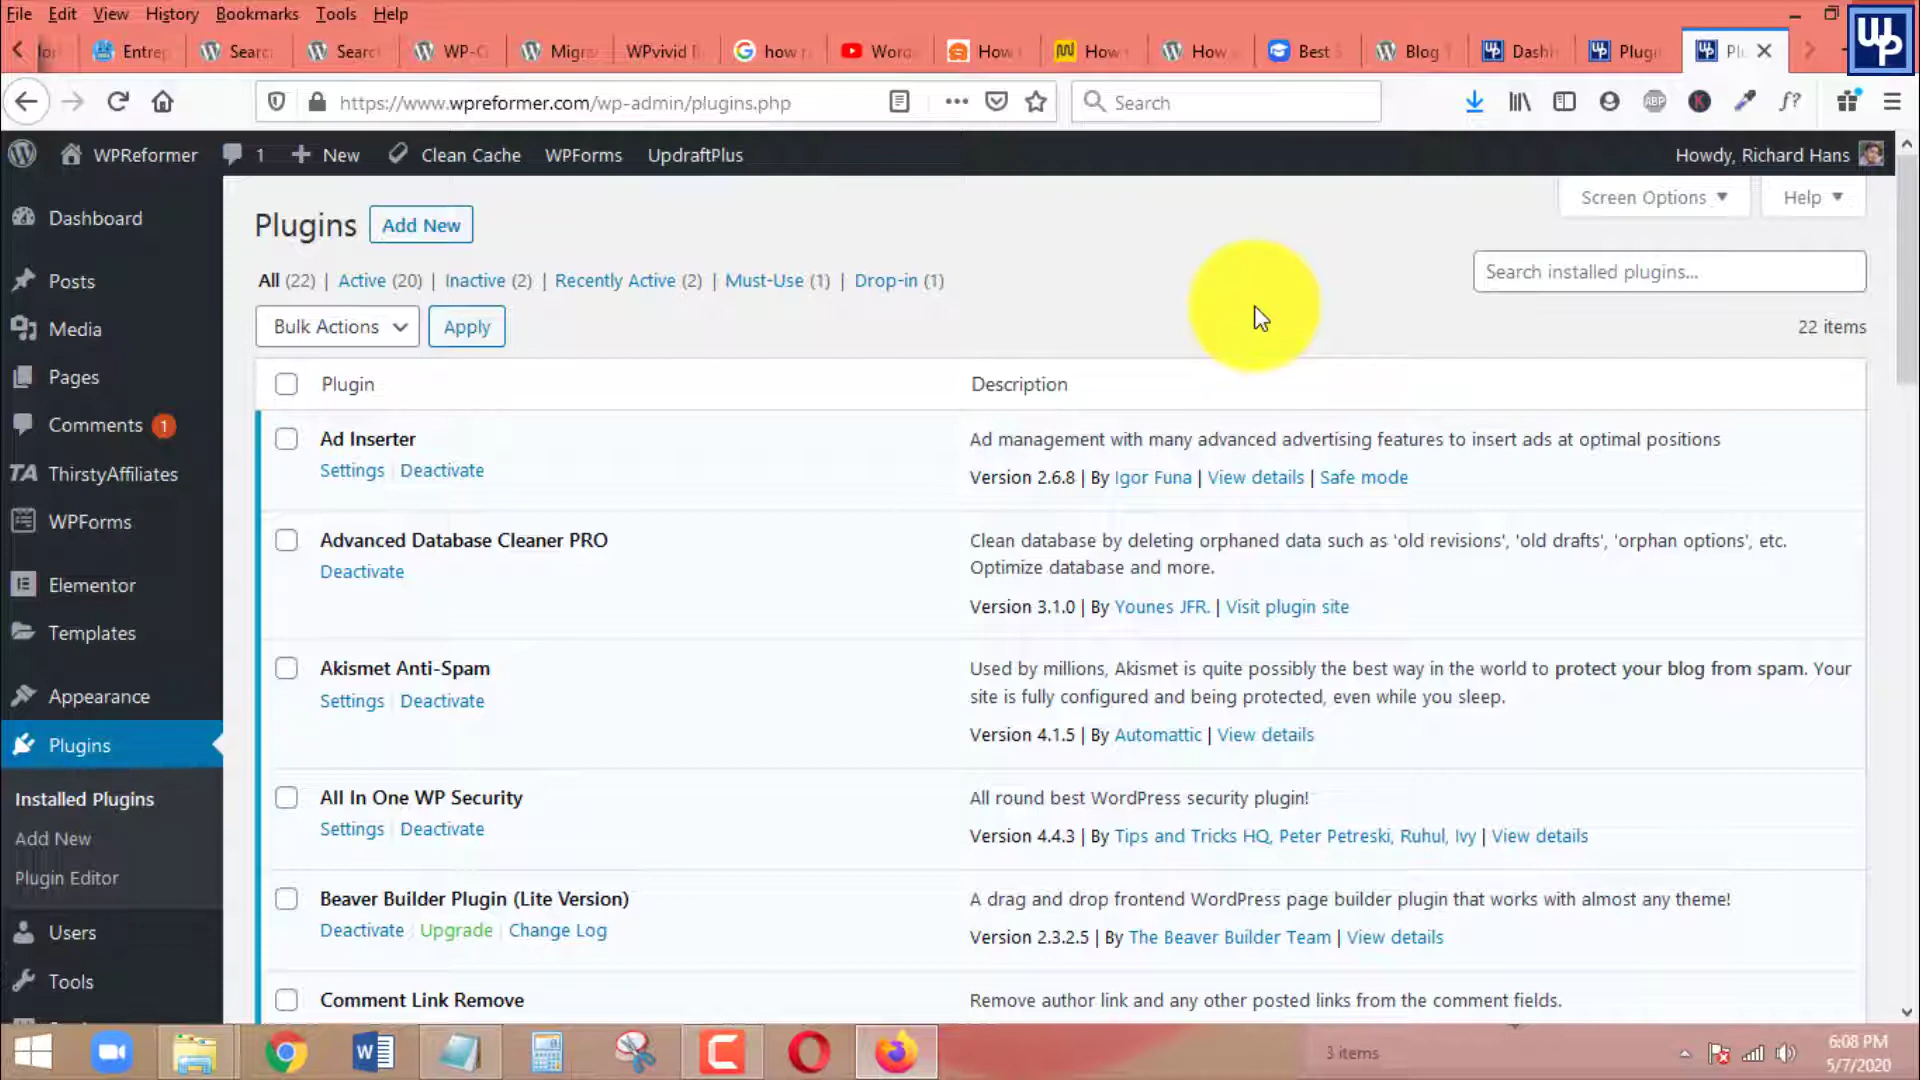 File Edit View History Bookmarks Tools Help
Entrep Searc Searc WP-C Migra WPvivid How r Word How How How Best Blog Dashb Plugin
https://www.wpreformer.com/wp-admin/plugins.php
Search
WPReformer 1 New Clean Cache WPForms UpdraftPlus Howdy, Richard Hans
Screen Options Help
Dashboard
Posts
Media
Pages
Comments 1
ThirstyAffiliates
WPForms
Elementor
Templates
Appearance
Plugins
Installed Plugins
Add New
Plugin Editor
Users
Tools
Plugins Add New
All (22) | Active (20) | Inactive (2) | Recently Active (2) | Must-Use (1) | Drop-in (1)
Search installed plugins...
Bulk Actions Apply
22 items
Plugin Description
Ad Inserter
Settings | Deactivate
Ad management with many advanced advertising features to insert ads at optimal positions
Version 2.6.8 | By Igor Funa | View details | Safe mode
Advanced Database Cleaner PRO
Deactivate
Clean database by deleting orphaned data such as 'old revisions', 'old drafts', 'orphan options', etc.
Optimize database and more.
Version 3.1.0 | By Younes JFR. | Visit plugin site
Akismet Anti-Spam
Settings | Deactivate
Used by millions, Akismet is quite possibly the best way in the world to protect your blog from spam. Your
site is fully configured and being protected, even while you sleep.
Version 4.1.5 | By Automattic | View details
All In One WP Security
Settings | Deactivate
All round best WordPress security plugin!
Version 4.4.3 | By Tips and Tricks HQ, Peter Petreski, Ruhul, Ivy | View details
Beaver Builder Plugin (Lite Version)
Deactivate | Upgrade | Change Log
A drag and drop frontend WordPress page builder plugin that works with almost any theme!
Version 2.3.2.5 | By The Beaver Builder Team | View details
Comment Link Remove
Remove author link and any other posted links from the comment fields.
3 items
6:08 PM
5/7/2020